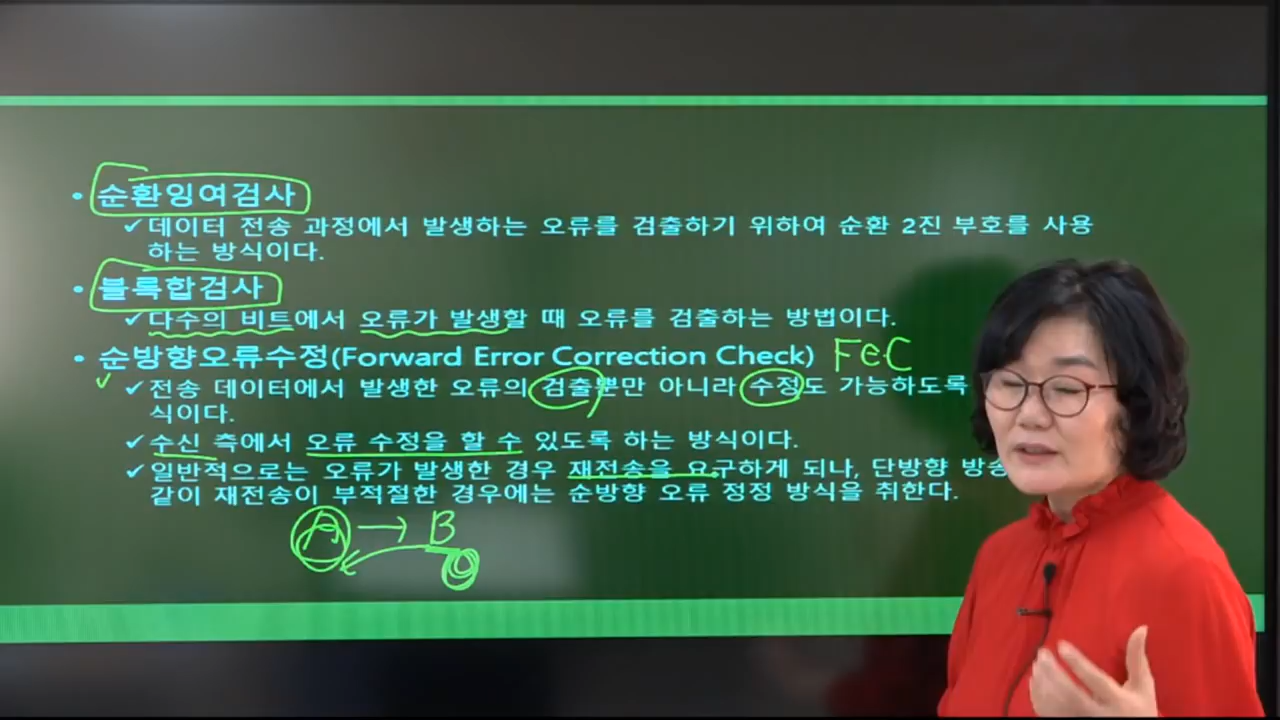 • 순환잉여검사
✓ 데이터 전송 과정에서 발생하는 오류를 검출하기 위하여 순환 2진 부호를 사용
하는 방식이다.
• 블록합검사
✓ 다수의 비트에서 오류가 발생할 때 오류를 검출하는 방법이다.
• 순방향오류수정(Forward Error Correction Check) FEC
✓ 전송 데이터에서 발생한 오류의 검출뿐만 아니라 수정도 가능하도록
식이다.
✓ 수신 측에서 오류 수정을 할 수 있도록 하는 방식이다.
✓ 일반적으로는 오류가 발생한 경우 재전송을 요구하게 되나, 단방향 방송
같이 재전송이 부적절한 경우에는 순방향 오류 정정 방식을 취한다.
A → B